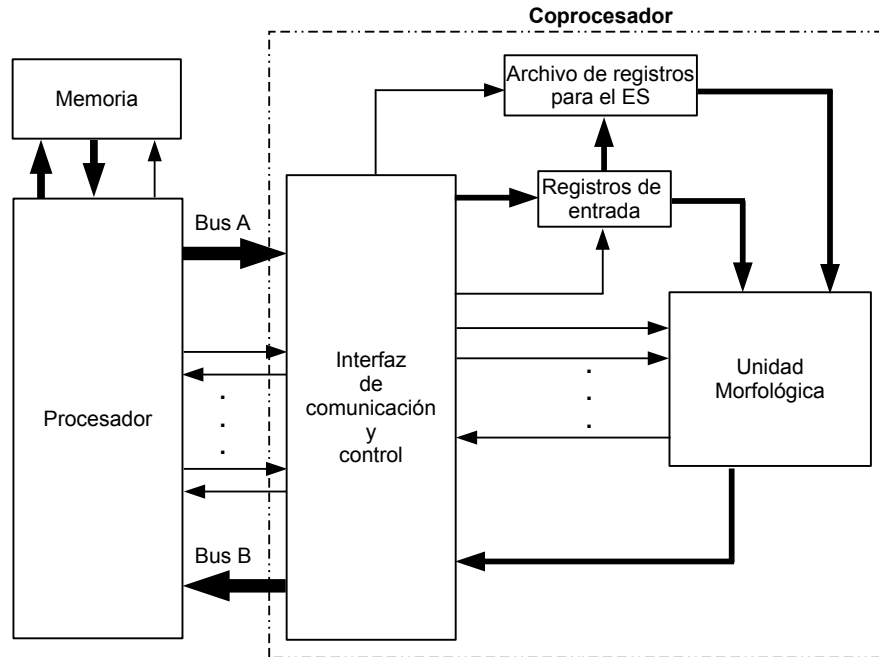 Coprocesador
Memoria
Archivo de registros
para el ES
Registros de
entrada
Bus A
Procesador
Interfaz
de
comunicación
y
control
Unidad
Morfológica
Bus B